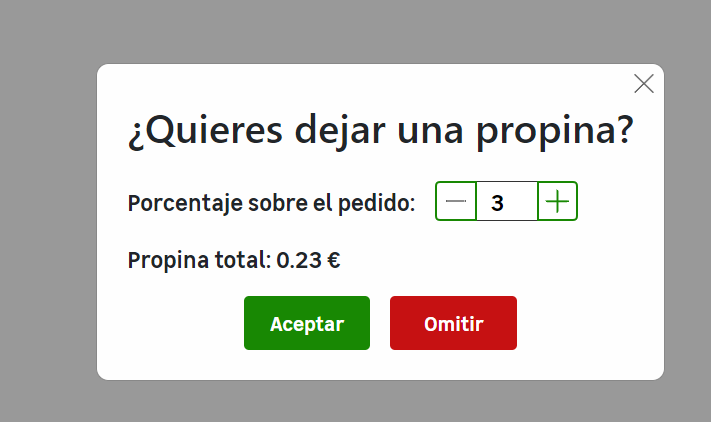 ¿Quieres dejar una propina?
Porcentaje sobre el pedido: 3
Propina total: 0.23 €
Aceptar Omitir